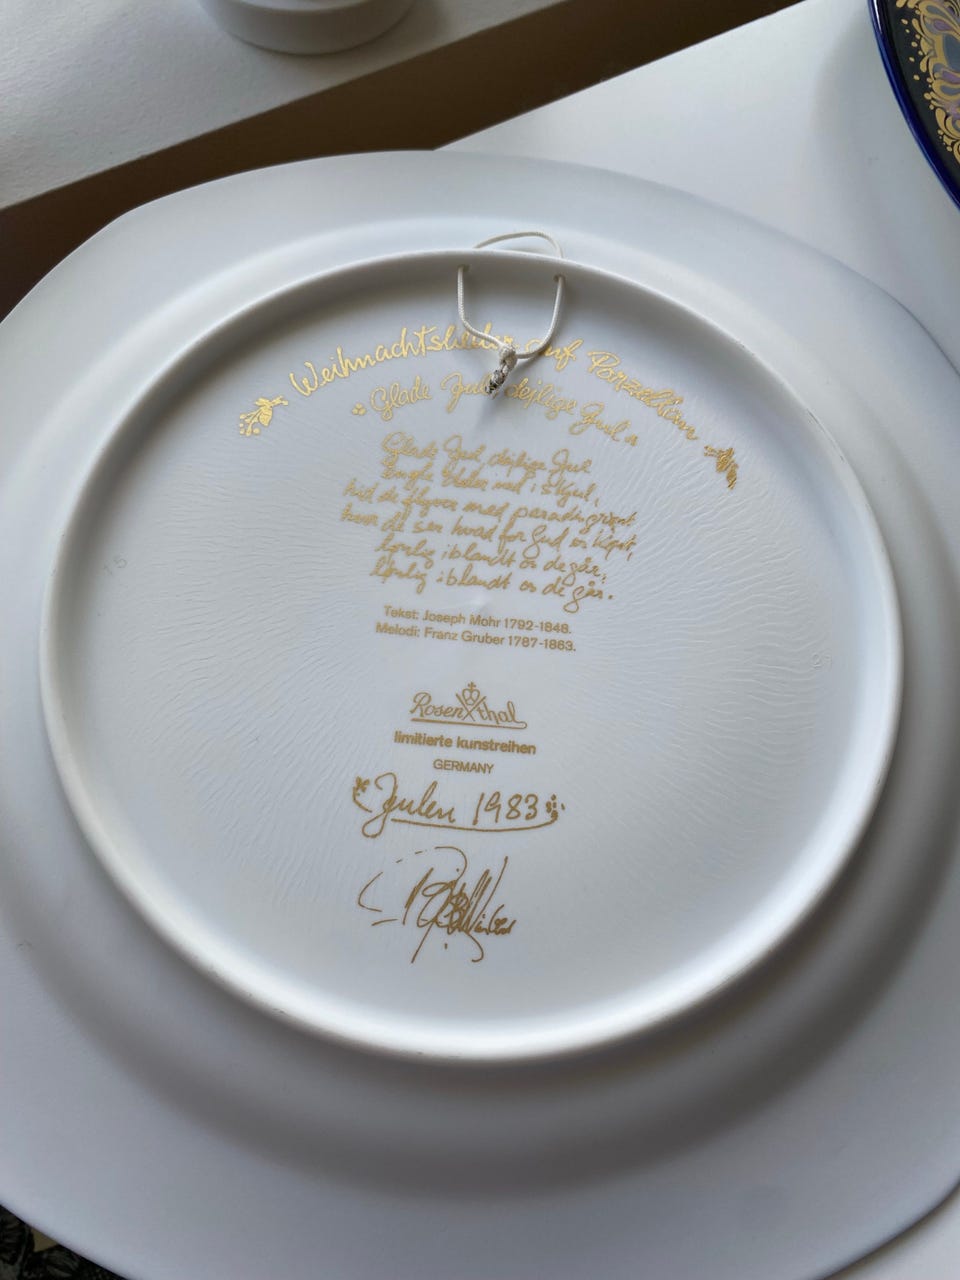 Weihnachtslieder auf Porzellan
Glade Jul, dejlige Jul
Glade Jul, dejlige Jul
Engle daler ned i skjul,
hid de flyver med paradisgrønt
hvor de ser hvad for Gud er kønt,
lønlig iblandt os de går,
lønlig iblandt os de går.
Tekst: Joseph Mohr 1792-1848.
Melodi: Franz Gruber 1787-1863.
Rosenthal
limitierte kunstreihen
GERMANY
Julen 1983